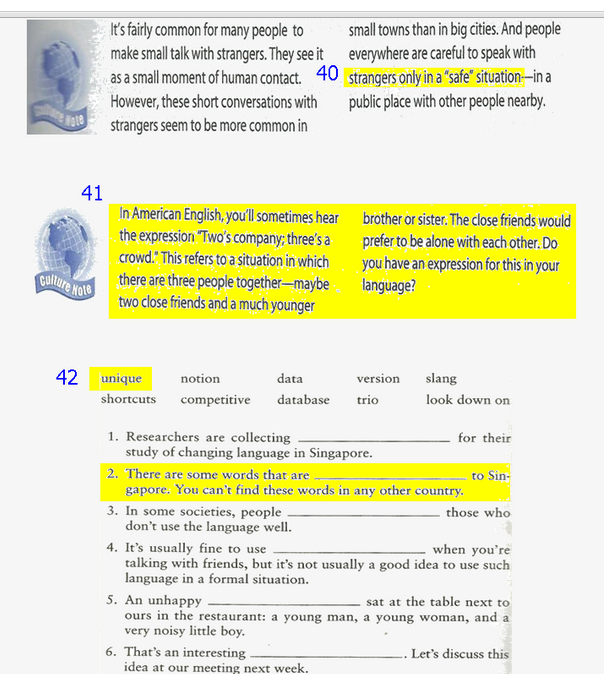 It's fairly common for many people to
make small talk with strangers. They see it
as a small moment of human contact.
However, these short conversations with
strangers seem to be more common in
small towns than in big cities. And people
everywhere are careful to speak with
40
strangers only in a "safe" situation—in a
public place with other people nearby.
Culture Note
41
In American English, you'll sometimes hear
the expression "Two's company; three's a
crowd." This refers to a situation in which
there are three people together—maybe
two close friends and a much younger
brother or sister. The close friends would
prefer to be alone with each other. Do
you have an expression for this in your
language?
Culture Note
42
unique notion data version slang
shortcuts competitive database trio look down on
1. Researchers are collecting ____________ for their
study of changing language in Singapore.
2. There are some words that are ____________ to Sin-
gapore. You can't find these words in any other country.
3. In some societies, people ____________ those who
don't use the language well.
4. It's usually fine to use ____________ when you're
talking with friends, but it's not usually a good idea to use such
language in a formal situation.
5. An unhappy ____________ sat at the table next to
ours in the restaurant: a young man, a young woman, and a
very noisy little boy.
6. That's an interesting ____________. Let's discuss this
idea at our meeting next week.